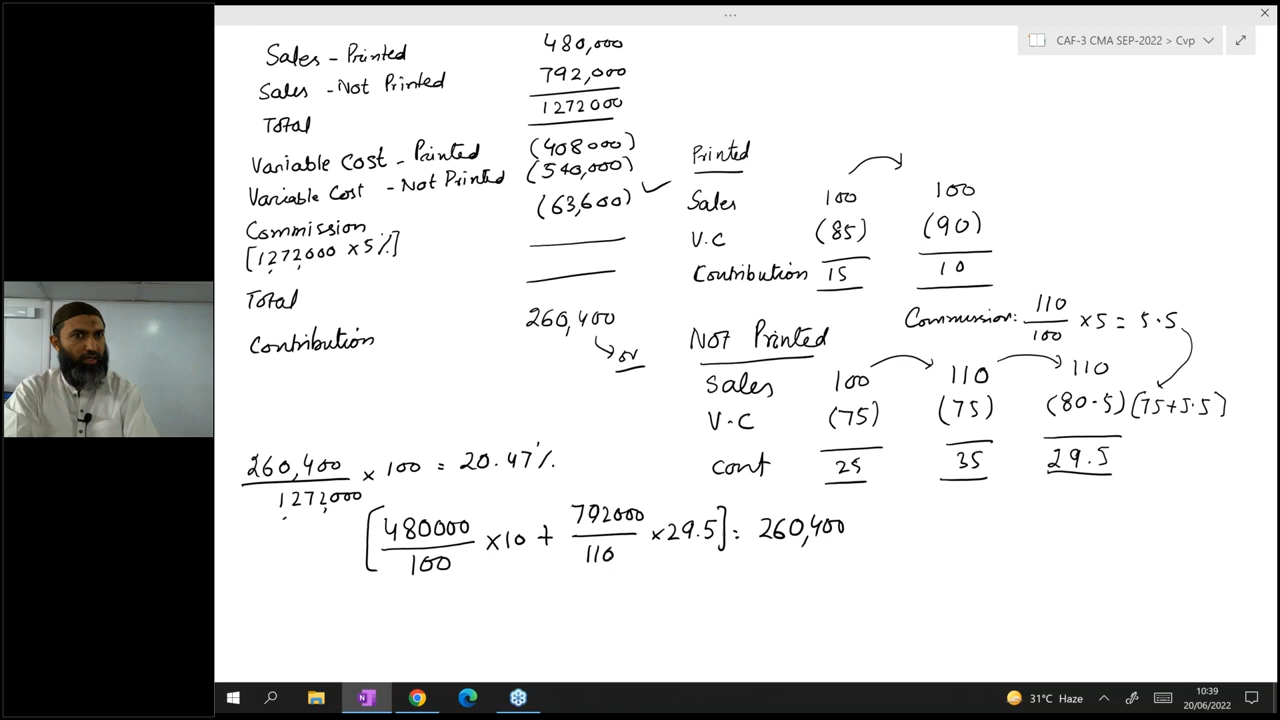 CAF-3 CMA SEP-2022 > Cvp
Sales - Printed 480,000
Sales - Not Printed 792,000
Total 1272000
Variable Cost - Printed (408000)
Variable Cost - Not Printed (540,000)
Commission (63,600)
[1272000 x 5%]
Total
Contribution 260,400
or
260,400 / 1272000 x 100 = 20.47%
Printed
Sales 100 100
V.C (85) (90)
Contribution 15 10
Commission: 110/100 x 5 = 5.5
NOT Printed
Sales 100 110 110
V.C (75) (75) (80.5) [75+5.5]
Cont 25 35 29.5
[480000/100 x 10 + 792000/110 x 29.5] = 260,400
31°C Haze
10:39
20/06/2022